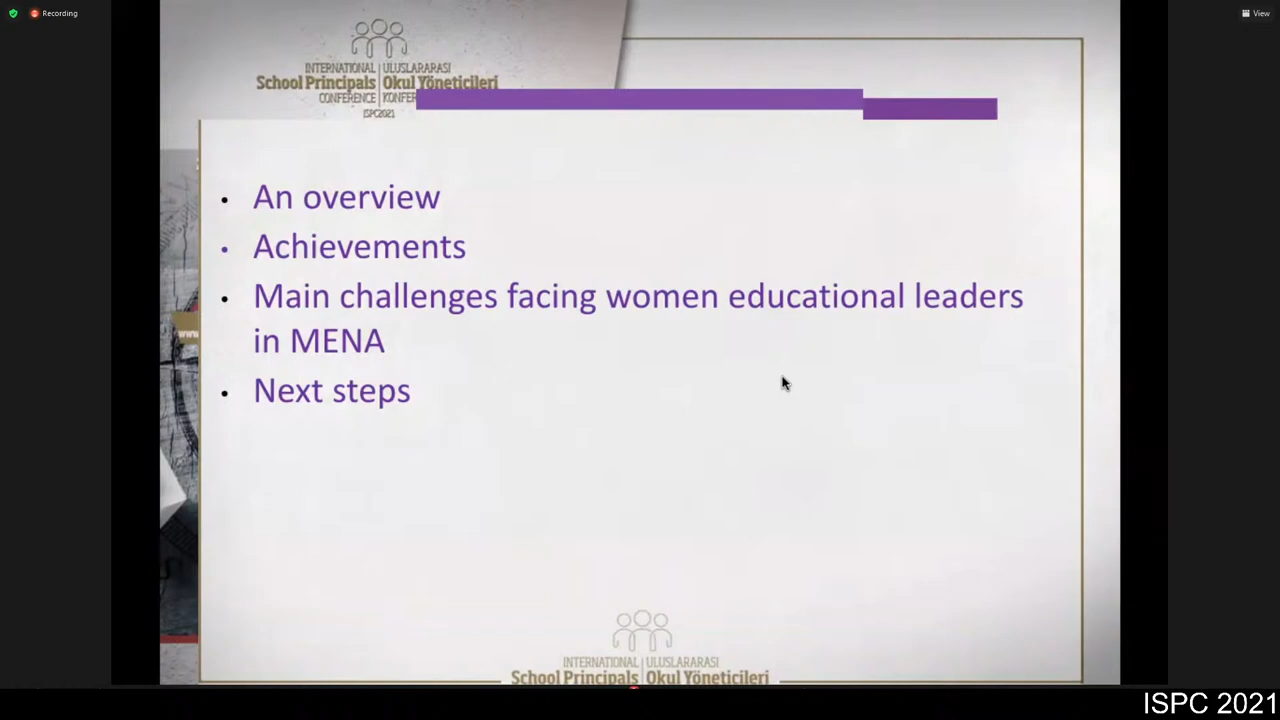 Recording
View
INTERNATIONAL ULUSLARARASI
School Principals Okul Yöneticileri
CONFERENCE
ISPC2021
• An overview
• Achievements
• Main challenges facing women educational leaders
in MENA
• Next steps
INTERNATIONAL ULUSLARARASI
School Principals Okul Yöneticileri
ISPC 2021